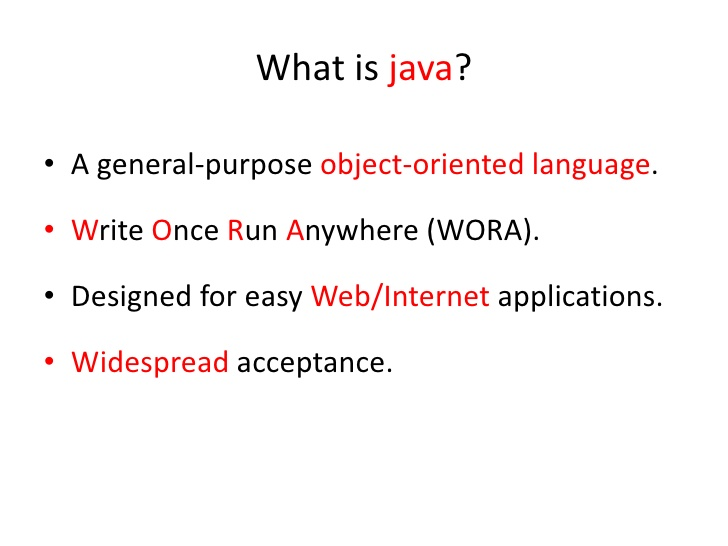 What is java?
• A general-purpose object-oriented language.
• Write Once Run Anywhere (WORA).
• Designed for easy Web/Internet applications.
• Widespread acceptance.